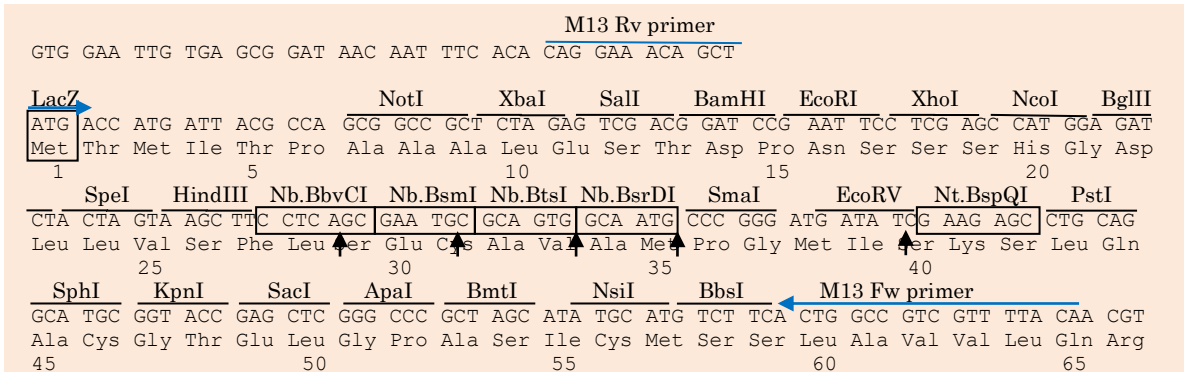 M13 Rv primer
GTG GAA TTG TGA GCG GAT AAC AAT TTC ACA CAG GAA ACA GCT
LacZ NotI XbaI SalI BamHI EcoRI XhoI NcoI BglII
ATG ACC ATG ATT ACG CCA GCG GCC GCT CTA GAG TCG ACG GAT CCG AAT TCC TCG AGC CAT GGA GAT
Met Thr Met Ile Thr Pro Ala Ala Ala Leu Glu Ser Thr Asp Pro Asn Ser Ser Ser His Gly Asp
1 5 10 15 20
SpeI HindIII Nb.BbvCI Nb.BsmI Nb.BtsI Nb.BsrDI SmaI EcoRV Nt.BspQI PstI
CTA CTA GTA AGC TTC CTC AGC GAA TGC GCA GTG GCA ATG CCC GGG ATG ATA TCG AAG AGC CTG CAG
Leu Leu Val Ser Phe Leu Ser Glu Cys Ala Val Ala Met Pro Gly Met Ile Ser Lys Ser Leu Gln
25 30 35 40
SphI KpnI SacI ApaI BmtI NsiI BbsI M13 Fw primer
GCA TGC GGT ACC GAG CTC GGG CCC GCT AGC ATA TGC ATG TCT TCA CTG GCC GTC GTT TTA CAA CGT
Ala Cys Gly Thr Glu Leu Gly Pro Ala Ser Ile Cys Met Ser Ser Leu Ala Val Val Leu Gln Arg
45 50 55 60 65